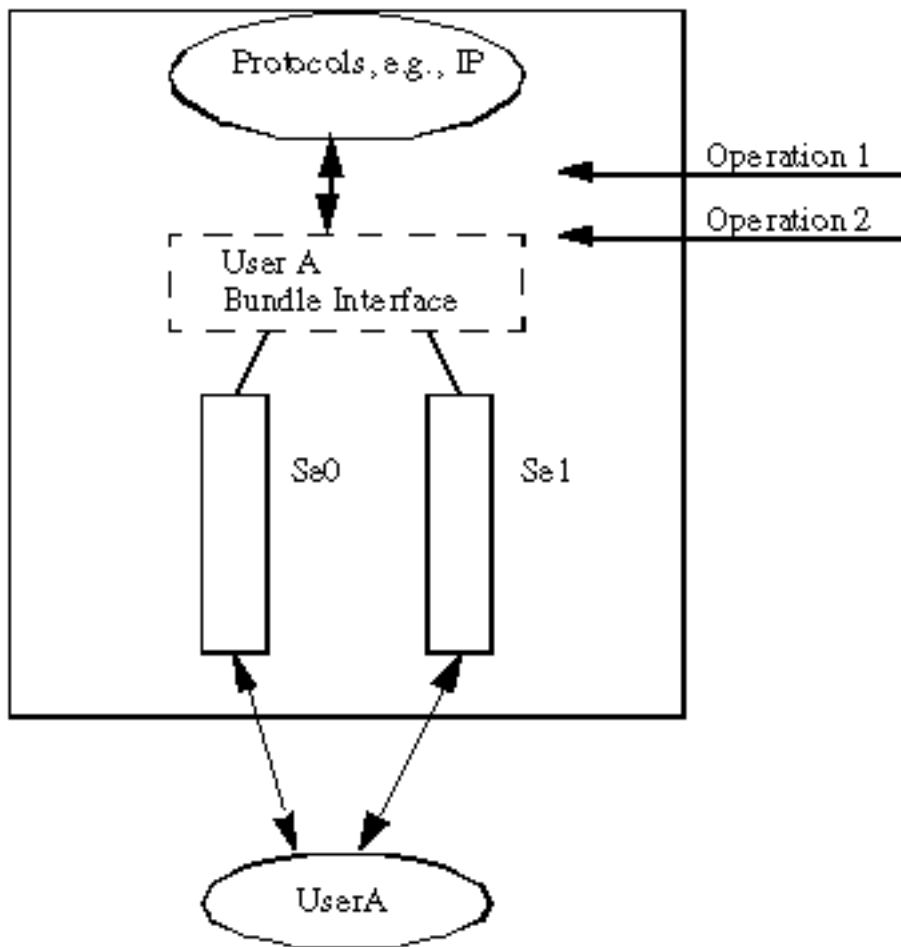 Protocols, e.g., IP
Operation 1
Operation 2
User A
Bundle Interface
Se0
Se1
UserA